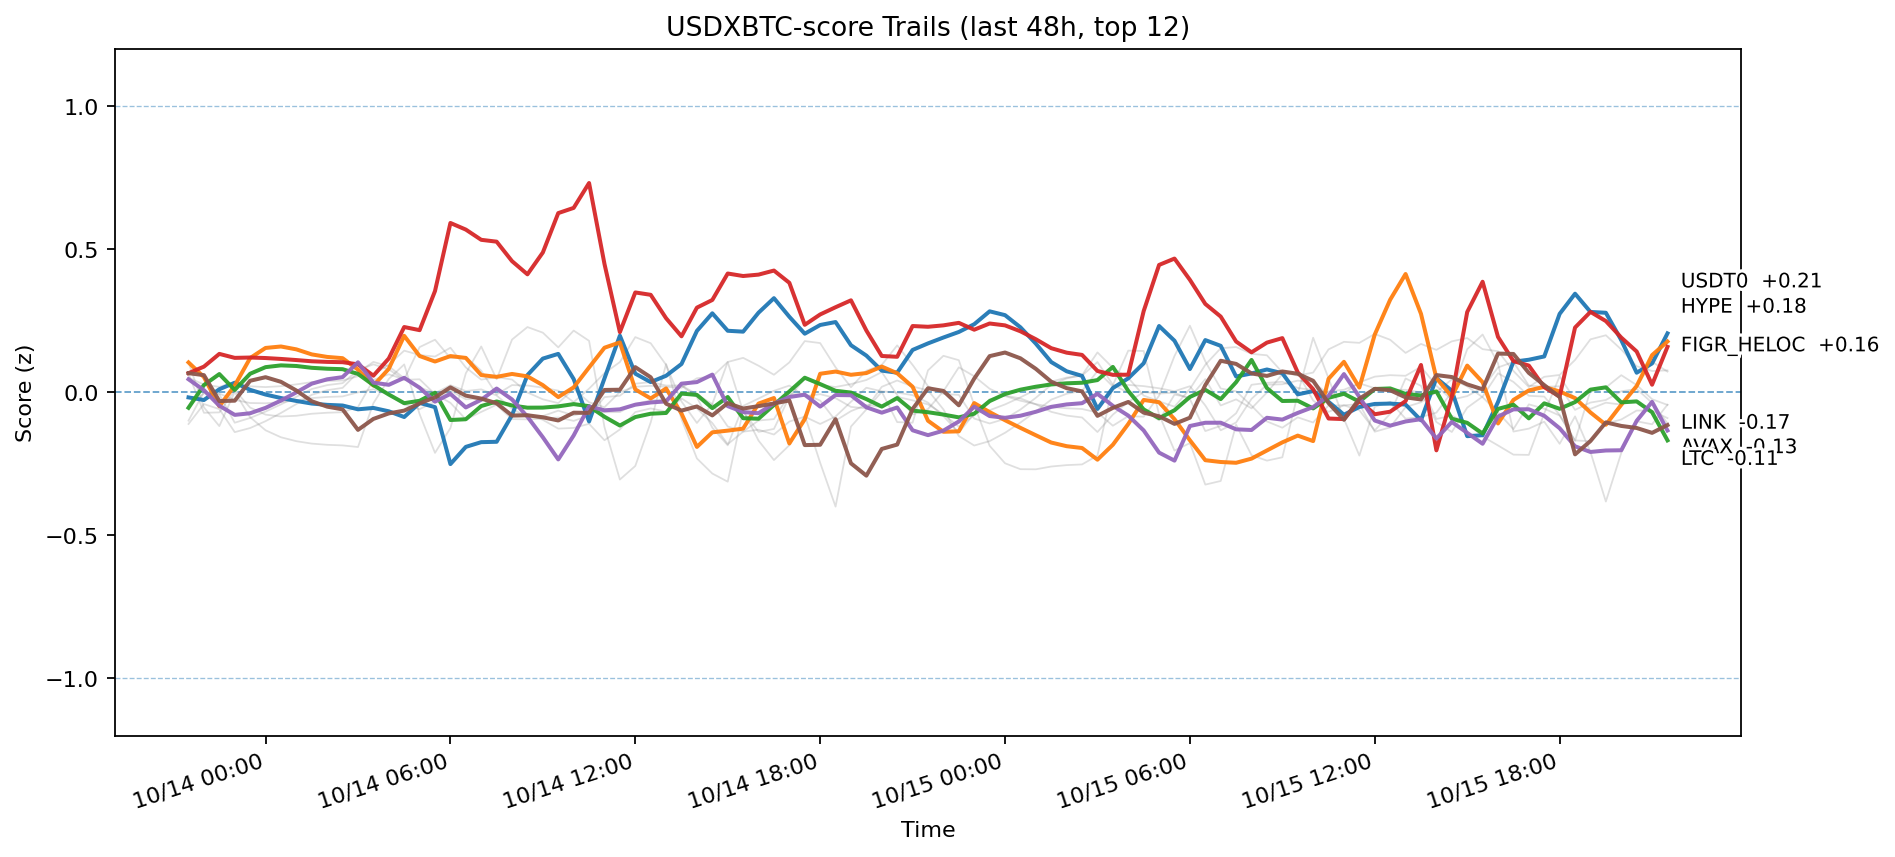 USDXBTC-score Trails (last 48h, top 12)
Score (z)
1.0
0.5
0.0
−0.5
−1.0
USDT0 +0.21
HYPE +0.18
FIGR_HELOC +0.16
LINK -0.17
AVAX -0.13
LTC -0.11
10/14 00:00
10/14 06:00
10/14 12:00
10/14 18:00
10/15 00:00
10/15 06:00
10/15 12:00
10/15 18:00
Time